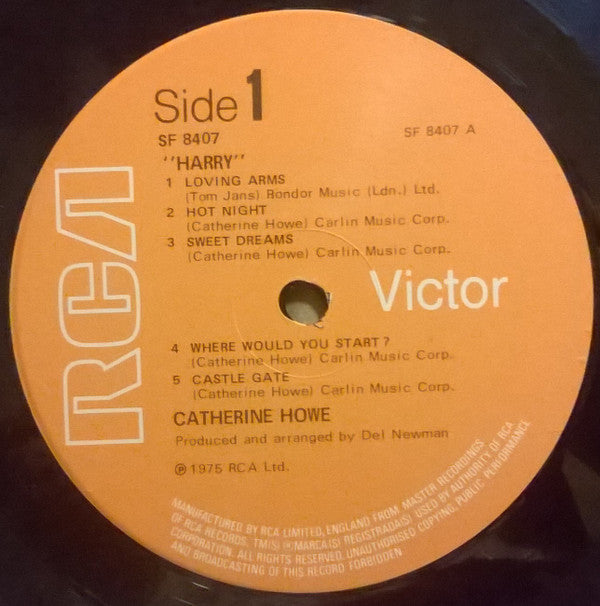 Side 1
SF 8407
SF 8407 A
"HARRY"
1 LOVING ARMS
(Tom Jans) Rondor Music (Ldn.) Ltd.
2 HOT NIGHT
(Catherine Howe) Carlin Music Corp.
3 SWEET DREAMS
(Catherine Howe) Carlin Music Corp.
RCA
Victor
4 WHERE WOULD YOU START?
(Catherine Howe) Carlin Music Corp.
5 CASTLE GATE
(Catherine Howe) Carlin Music Corp.
CATHERINE HOWE
Produced and arranged by Del Newman
℗ 1975 RCA Ltd.
MANUFACTURED BY RCA LIMITED, ENGLAND FROM MASTER RECORDINGS
OF RCA RECORDS. TM(S) ® MARCA(S) REGISTRADA(S) USED BY AUTHORITY OF RCA
CORPORATION. ALL RIGHTS RESERVED. UNAUTHORISED COPYING, PUBLIC PERFORMANCE
AND BROADCASTING OF THIS RECORD FORBIDDEN